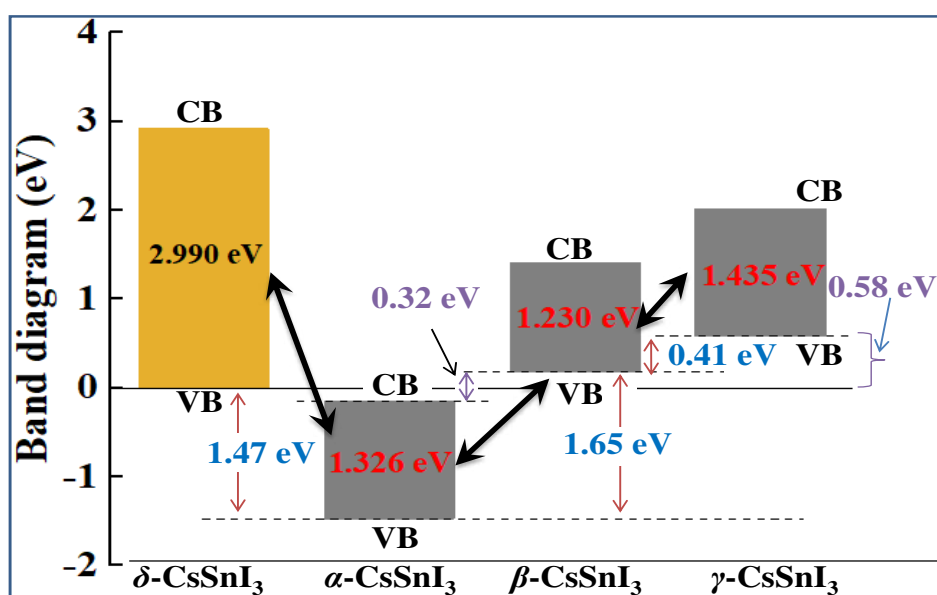 Band diagram (eV)
4
3
2
1
0
-1
-2
CB
2.990 eV
VB
1.47 eV
CB
1.326 eV
VB
0.32 eV
CB
1.230 eV
VB
1.65 eV
CB
1.435 eV
VB
0.41 eV
0.58 eV
δ-CsSnI₃
α-CsSnI₃
β-CsSnI₃
γ-CsSnI₃